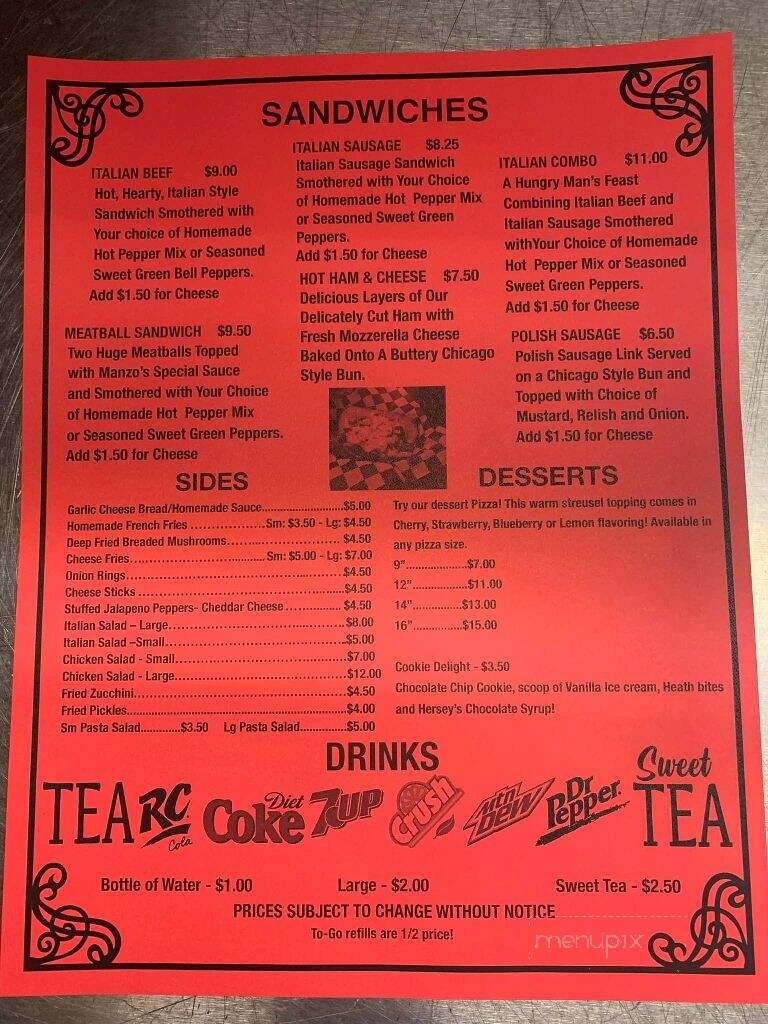 SANDWICHES
ITALIAN BEEF $9.00
Hot, Hearty, Italian Style
Sandwich Smothered with
Your choice of Homemade
Hot Pepper Mix or Seasoned
Sweet Green Bell Peppers.
Add $1.50 for Cheese
MEATBALL SANDWICH $9.50
Two Huge Meatballs Topped
with Manzo's Special Sauce
and Smothered with Your Choice
of Homemade Hot Pepper Mix
or Seasoned Sweet Green Peppers.
Add $1.50 for Cheese
ITALIAN SAUSAGE $8.25
Italian Sausage Sandwich
Smothered with Your Choice
of Homemade Hot Pepper Mix
or Seasoned Sweet Green
Peppers.
Add $1.50 for Cheese
HOT HAM & CHEESE $7.50
Delicious Layers of Our
Delicately Cut Ham with
Fresh Mozzerella Cheese
Baked Onto A Buttery Chicago
Style Bun.
ITALIAN COMBO $11.00
A Hungry Man's Feast
Combining Italian Beef and
Italian Sausage Smothered
withYour Choice of Homemade
Hot Pepper Mix or Seasoned
Sweet Green Peppers.
Add $1.50 for Cheese
POLISH SAUSAGE $6.50
Polish Sausage Link Served
on a Chicago Style Bun and
Topped with Choice of
Mustard, Relish and Onion.
Add $1.50 for Cheese
SIDES
Garlic Cheese Bread/Homemade Sauce..........................$5.00
Homemade French Fries ...................Sm: $3.50 - Lg: $4.50
Deep Fried Breaded Mushrooms.............................$4.50
Cheese Fries..................................Sm: $5.00 - Lg: $7.00
Onion Rings......................................................$4.50
Cheese Sticks ...................................................$4.50
Stuffed Jalapeno Peppers- Cheddar Cheese ..............$4.50
Italian Salad – Large...........................................$8.00
Italian Salad –Small............................................$5.00
Chicken Salad - Small..........................................$7.00
Chicken Salad - Large..........................................$12.00
Fried Zucchini...................................................$4.50
Fried Pickles.....................................................$4.00
Sm Pasta Salad.............$3.50 Lg Pasta Salad...............$5.00
DESSERTS
Try our dessert Pizza! This warm streusel topping comes in
Cherry, Strawberry, Blueberry or Lemon flavoring! Available in
any pizza size.
9"....................$7.00
12"..................$11.00
14"................$13.00
16"................$15.00
Cookie Delight - $3.50
Chocolate Chip Cookie, scoop of Vanilla Ice cream, Heath bites
and Hersey's Chocolate Syrup!
DRINKS
TEA RC Cola Diet Coke 7UP Crush mtn DEW Dr Pepper. Sweet TEA
Bottle of Water - $1.00 Large - $2.00 Sweet Tea - $2.50
PRICES SUBJECT TO CHANGE WITHOUT NOTICE
To-Go refills are 1/2 price!
menupix